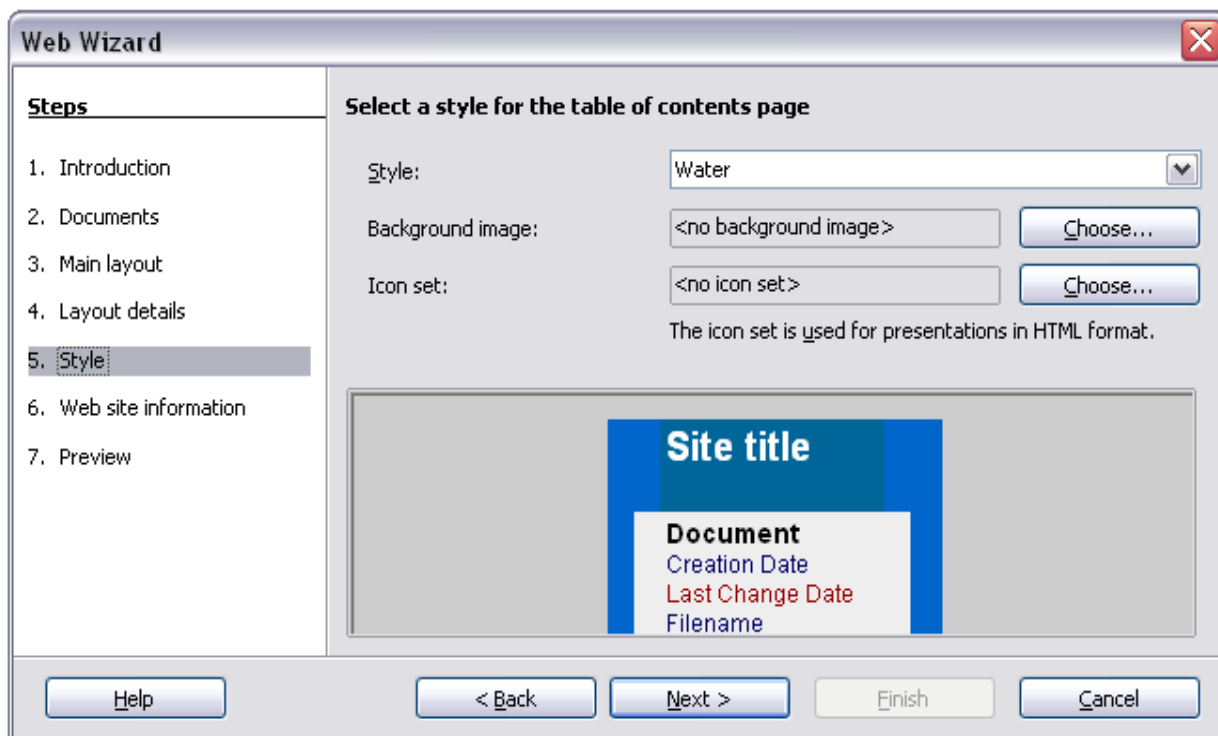 Web Wizard
Steps
1. Introduction
2. Documents
3. Main layout
4. Layout details
5. Style
6. Web site information
7. Preview
Select a style for the table of contents page
Style: Water
Background image: <no background image> Choose...
Icon set: <no icon set> Choose...
The icon set is used for presentations in HTML format.
Site title
Document
Creation Date
Last Change Date
Filename
Help < Back Next > Finish Cancel